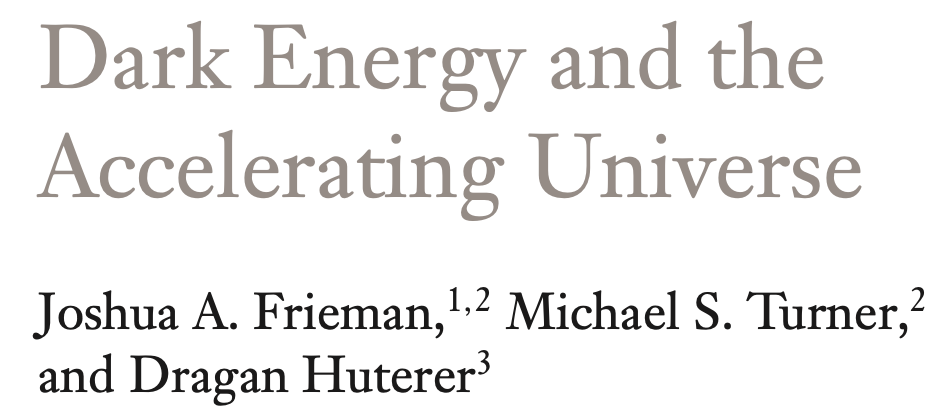 Dark Energy and the
Accelerating Universe
Joshua A. Frieman,1,2 Michael S. Turner,2
and Dragan Huterer3